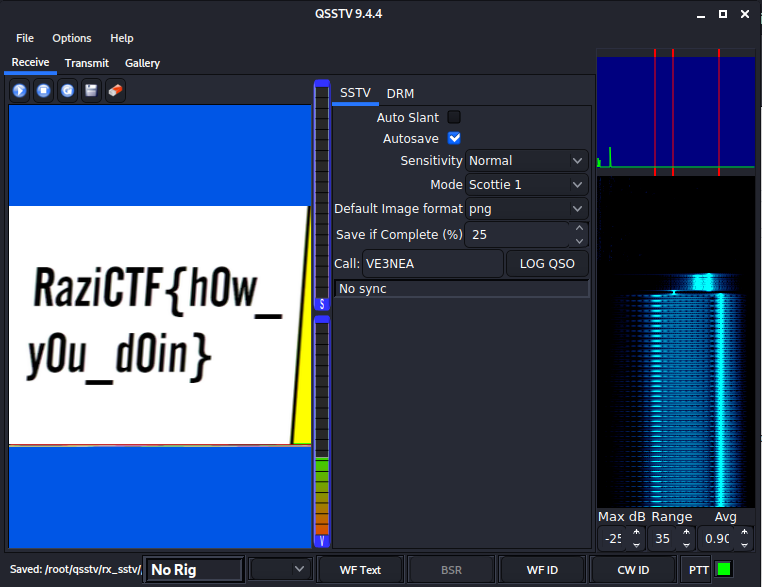 QSSTV 9.4.4
File Options Help
Receive Transmit Gallery
SSTV DRM
Auto Slant
Autosave
Sensitivity Normal
Mode Scottie 1
Default Image format png
Save if Complete (%) 25
Call: VE3NEA LOG QSO
No sync
RaziCTF{h0w_
y0u_d0in}
S
V
Max dB Range Avg
-25 35 0.90
Saved: /root/qsstv/rx_sstv/ No Rig WF Text BSR WF ID CW ID PTT